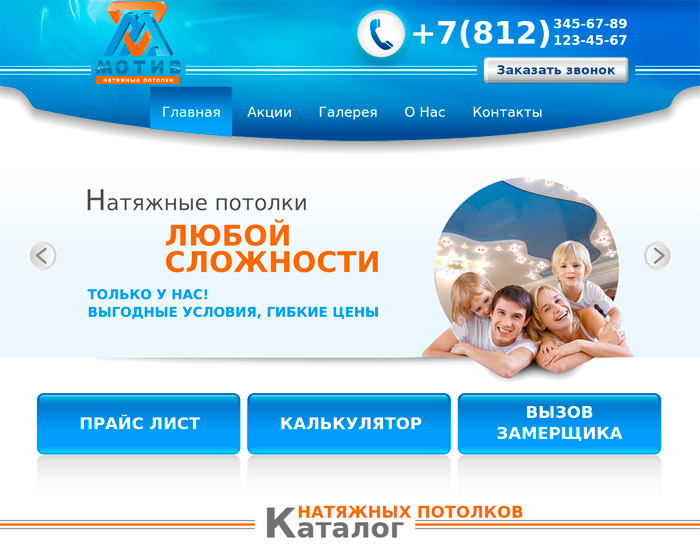 МОТИВ
НАТЯЖНЫЕ ПОТОЛКИ
+7(812) 345-67-89
123-45-67
Заказать звонок
Главная Акции Галерея О Нас Контакты
Натяжные потолки
ЛЮБОЙ
СЛОЖНОСТИ
ТОЛЬКО У НАС!
ВЫГОДНЫЕ УСЛОВИЯ, ГИБКИЕ ЦЕНЫ
ПРАЙС ЛИСТ
КАЛЬКУЛЯТОР
ВЫЗОВ
ЗАМЕРЩИКА
НАТЯЖНЫХ ПОТОЛКОВ
Каталог